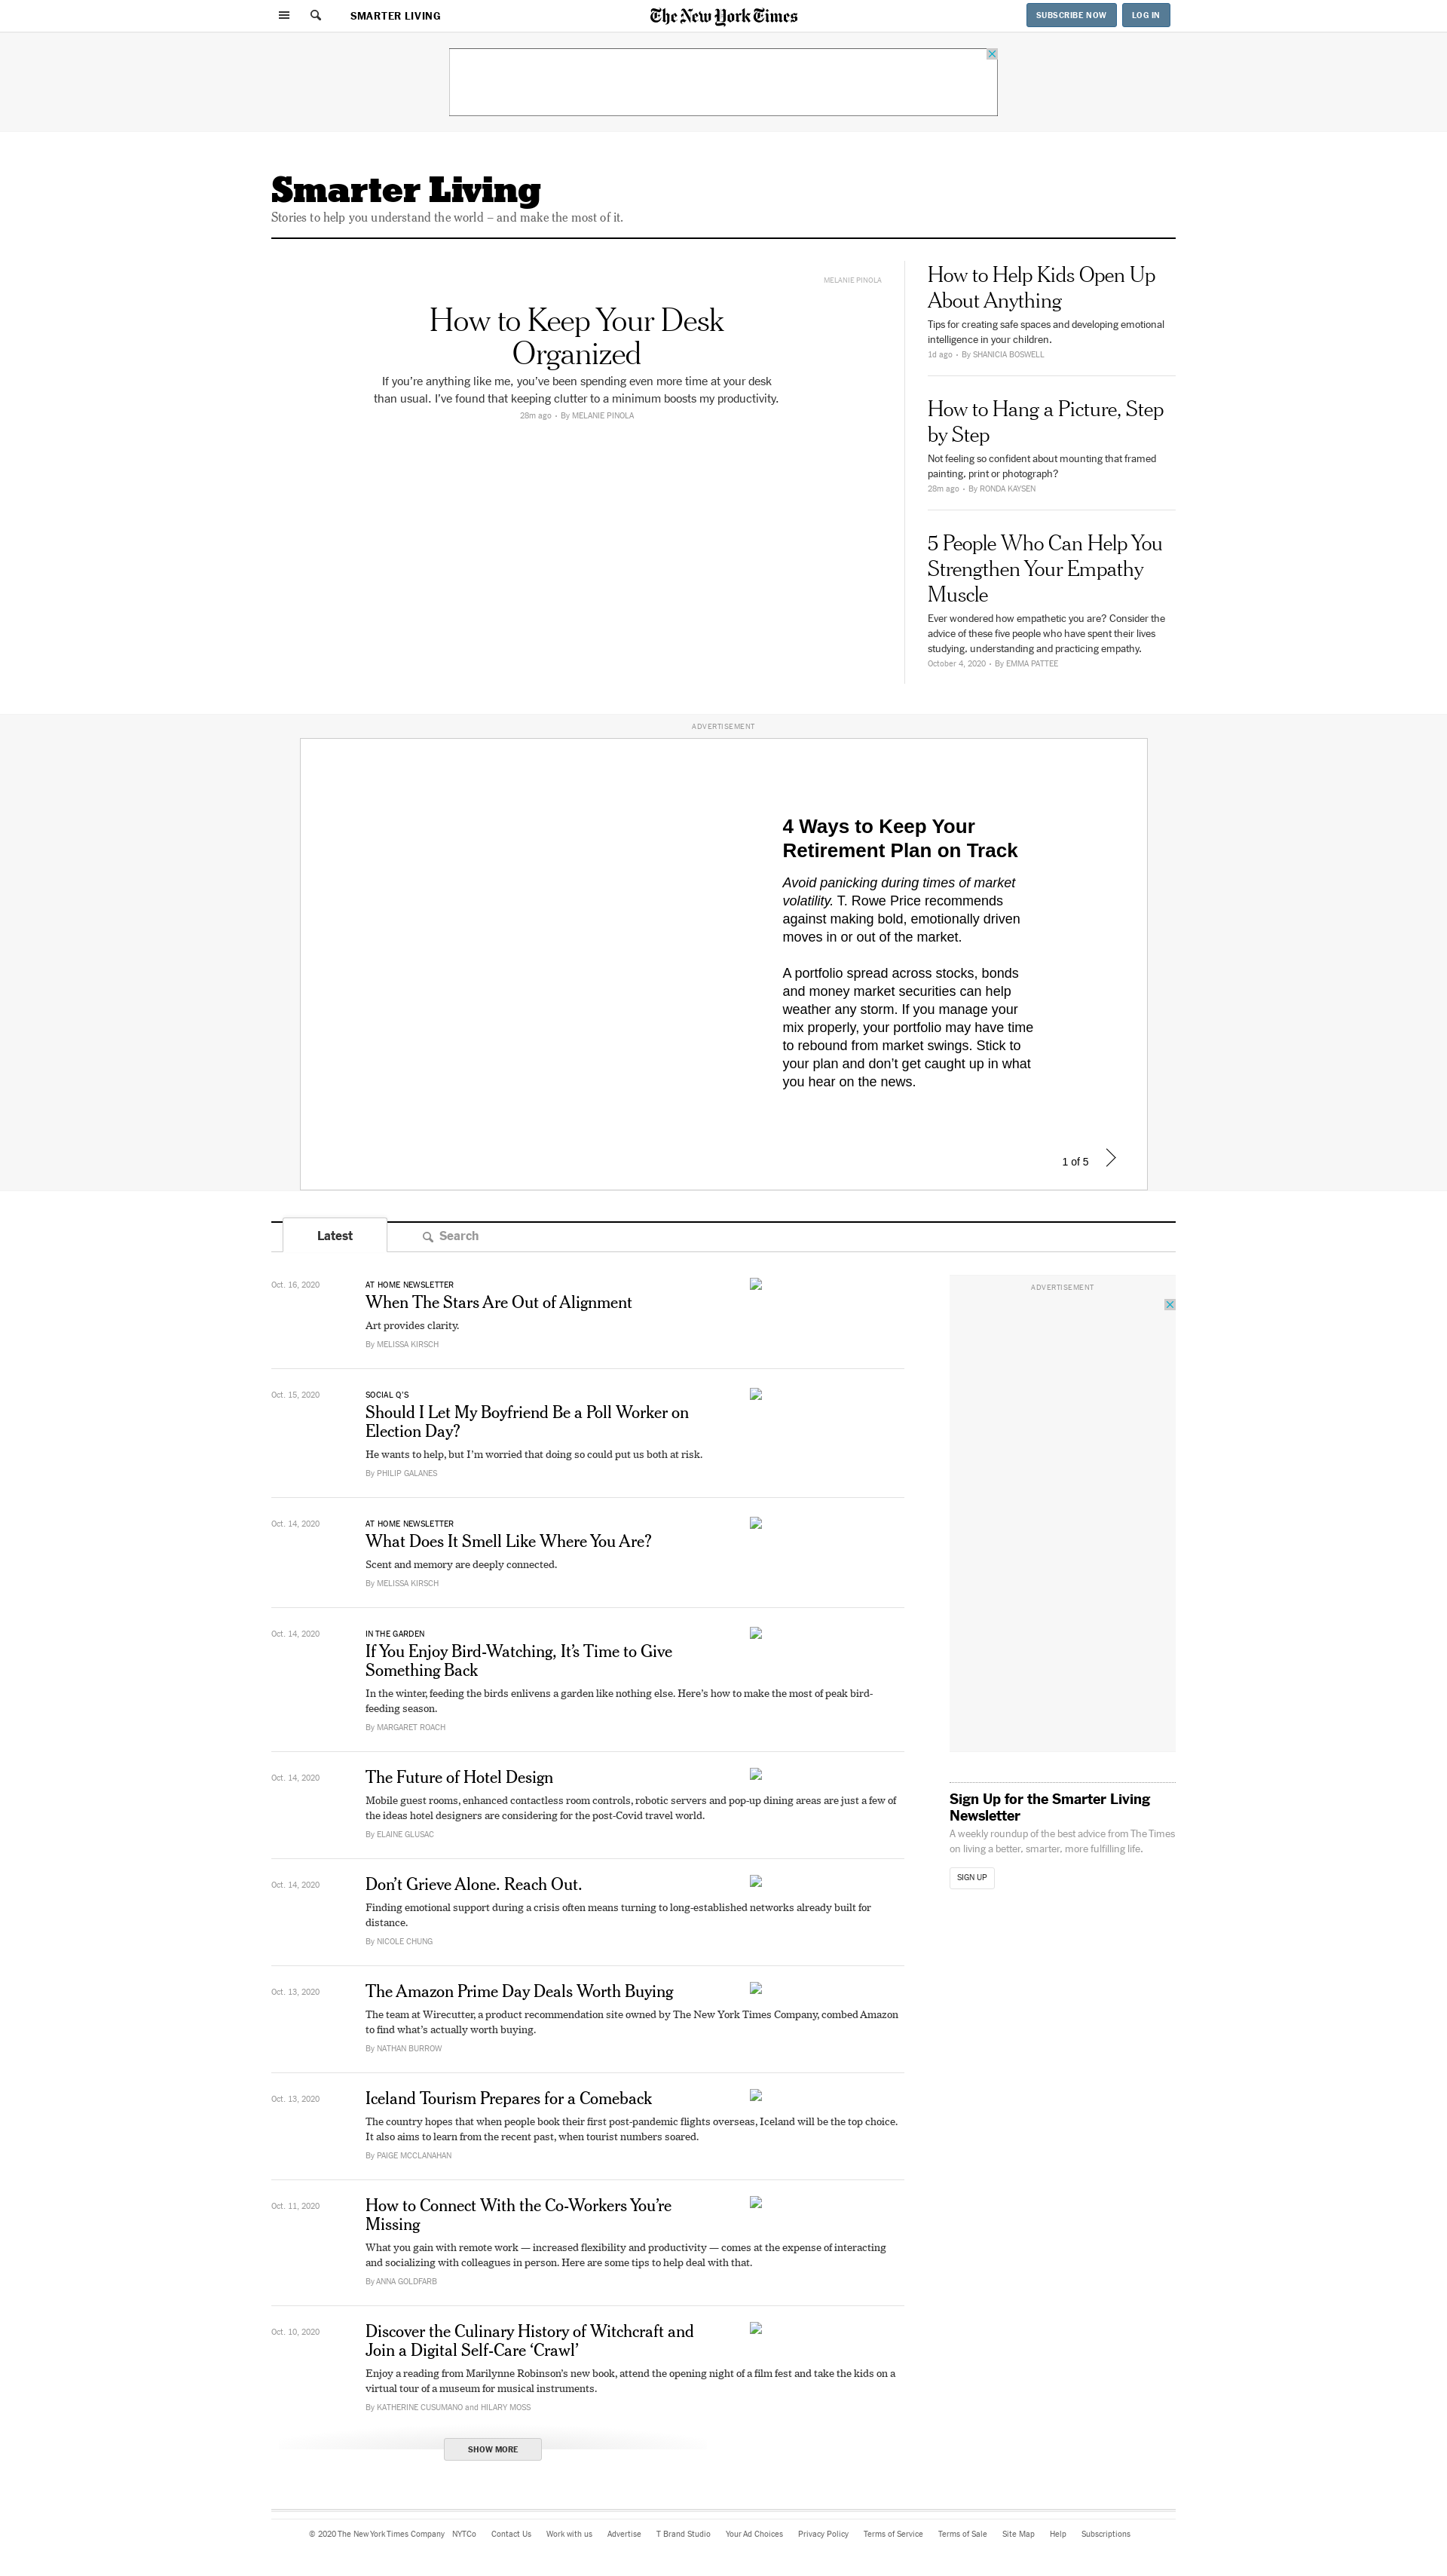 SMARTER LIVING
The New York Times
SUBSCRIBE NOW
LOG IN
Smarter Living
Stories to help you understand the world – and make the most of it.
MELANIE PINOLA
How to Keep Your Desk
Organized
If you’re anything like me, you’ve been spending even more time at your desk
than usual. I’ve found that keeping clutter to a minimum boosts my productivity.
28m ago • By MELANIE PINOLA
How to Help Kids Open Up
About Anything
Tips for creating safe spaces and developing emotional
intelligence in your children.
1d ago • By SHANICIA BOSWELL
How to Hang a Picture, Step
by Step
Not feeling so confident about mounting that framed
painting, print or photograph?
28m ago • By RONDA KAYSEN
5 People Who Can Help You
Strengthen Your Empathy
Muscle
Ever wondered how empathetic you are? Consider the
advice of these five people who have spent their lives
studying, understanding and practicing empathy.
October 4, 2020 • By EMMA PATTEE
ADVERTISEMENT
4 Ways to Keep Your
Retirement Plan on Track
Avoid panicking during times of market
volatility. T. Rowe Price recommends
against making bold, emotionally driven
moves in or out of the market.
A portfolio spread across stocks, bonds
and money market securities can help
weather any storm. If you manage your
mix properly, your portfolio may have time
to rebound from market swings. Stick to
your plan and don’t get caught up in what
you hear on the news.
1 of 5
Latest
Search
Oct. 16, 2020
AT HOME NEWSLETTER
When The Stars Are Out of Alignment
Art provides clarity.
By MELISSA KIRSCH
Oct. 15, 2020
SOCIAL Q’S
Should I Let My Boyfriend Be a Poll Worker on
Election Day?
He wants to help, but I’m worried that doing so could put us both at risk.
By PHILIP GALANES
Oct. 14, 2020
AT HOME NEWSLETTER
What Does It Smell Like Where You Are?
Scent and memory are deeply connected.
By MELISSA KIRSCH
Oct. 14, 2020
IN THE GARDEN
If You Enjoy Bird-Watching, It’s Time to Give
Something Back
In the winter, feeding the birds enlivens a garden like nothing else. Here’s how to make the most of peak bird-
feeding season.
By MARGARET ROACH
Oct. 14, 2020
The Future of Hotel Design
Mobile guest rooms, enhanced contactless room controls, robotic servers and pop-up dining areas are just a few of
the ideas hotel designers are considering for the post-Covid travel world.
By ELAINE GLUSAC
Oct. 14, 2020
Don’t Grieve Alone. Reach Out.
Finding emotional support during a crisis often means turning to long-established networks already built for
distance.
By NICOLE CHUNG
Oct. 13, 2020
The Amazon Prime Day Deals Worth Buying
The team at Wirecutter, a product recommendation site owned by The New York Times Company, combed Amazon
to find what’s actually worth buying.
By NATHAN BURROW
Oct. 13, 2020
Iceland Tourism Prepares for a Comeback
The country hopes that when people book their first post-pandemic flights overseas, Iceland will be the top choice.
It also aims to learn from the recent past, when tourist numbers soared.
By PAIGE MCCLANAHAN
Oct. 11, 2020
How to Connect With the Co-Workers You’re
Missing
What you gain with remote work — increased flexibility and productivity — comes at the expense of interacting
and socializing with colleagues in person. Here are some tips to help deal with that.
By ANNA GOLDFARB
Oct. 10, 2020
Discover the Culinary History of Witchcraft and
Join a Digital Self-Care ‘Crawl’
Enjoy a reading from Marilynne Robinson’s new book, attend the opening night of a film fest and take the kids on a
virtual tour of a museum for musical instruments.
By KATHERINE CUSUMANO and HILARY MOSS
SHOW MORE
ADVERTISEMENT
Sign Up for the Smarter Living
Newsletter
A weekly roundup of the best advice from The Times
on living a better, smarter, more fulfilling life.
SIGN UP
© 2020 The New York Times Company NYTCo Contact Us Work with us Advertise T Brand Studio Your Ad Choices Privacy Policy Terms of Service Terms of Sale Site Map Help Subscriptions